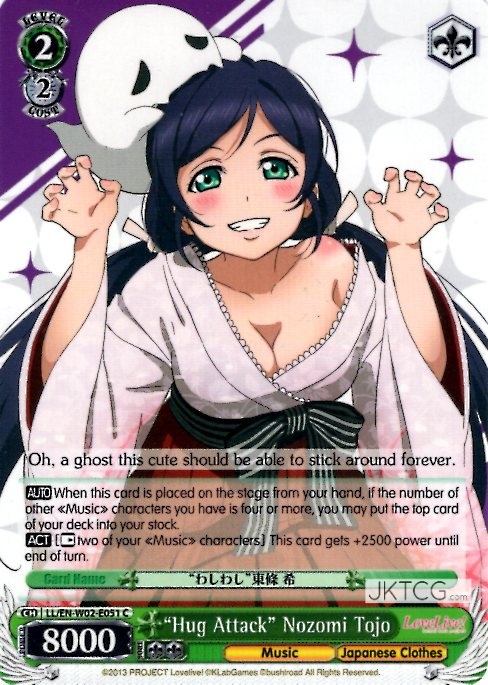 LEVEL
2
2
COST
Oh, a ghost this cute should be able to stick around forever.
AUTO When this card is placed on the stage from your hand, if the number of
other «Music» characters you have is four or more, you may put the top card
of your deck into your stock.
ACT [two of your «Music» characters] This card gets +2500 power until
end of turn.
Card Name
"わしわし"東條 希
JKTCG.com
LL/EN-W02-E051 C
"Hug Attack" Nozomi Tojo
LoveLive!
POWER
8000
SOUL
Music
Japanese Clothes
©2013 PROJECT Lovelive! ©KLabGames ©bushiroad All Rights Reserved.